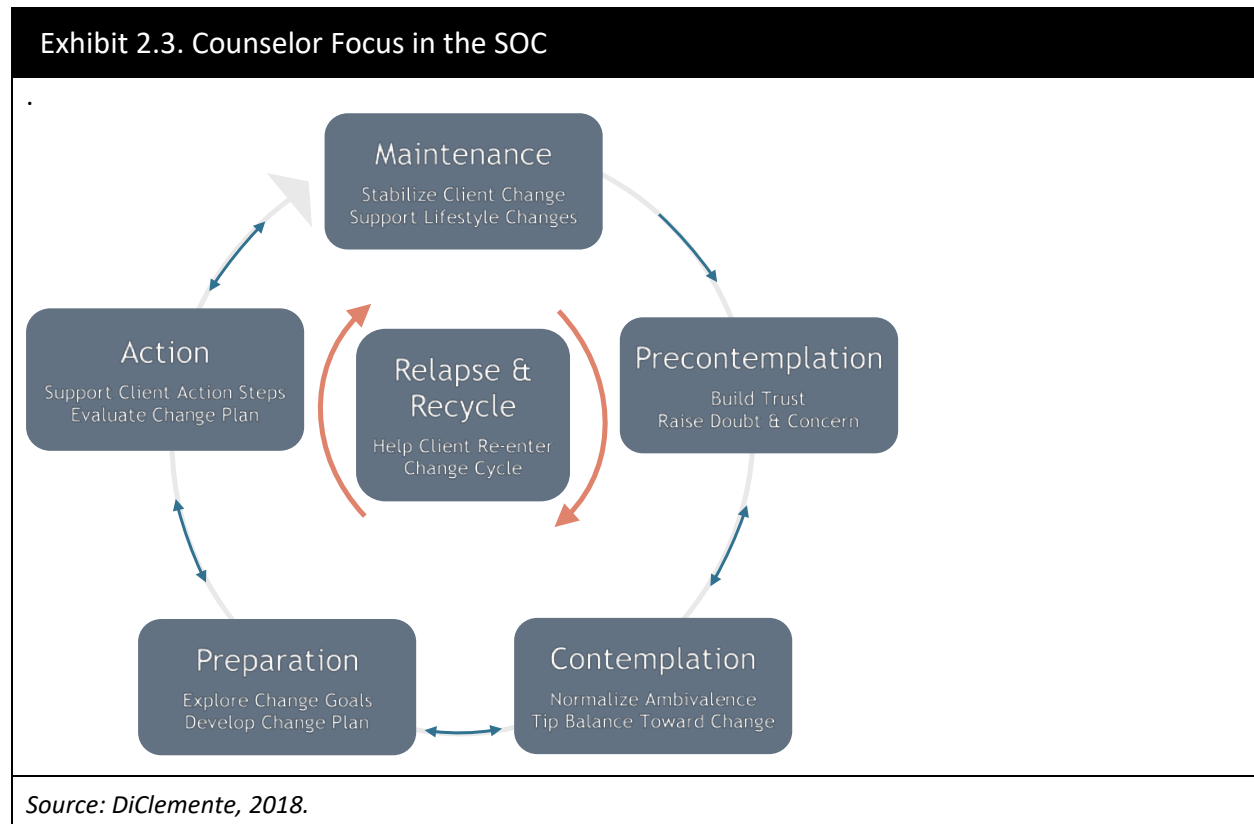 Exhibit 2.3. Counselor Focus in the SOC
.
Maintenance
Stabilize Client Change
Support Lifestyle Changes
Precontemplation
Build Trust
Raise Doubt & Concern
Contemplation
Normalize Ambivalence
Tip Balance Toward Change
Preparation
Explore Change Goals
Develop Change Plan
Action
Support Client Action Steps
Evaluate Change Plan
Relapse &
Recycle
Help Client Re-enter
Change Cycle
Source: DiClemente, 2018.